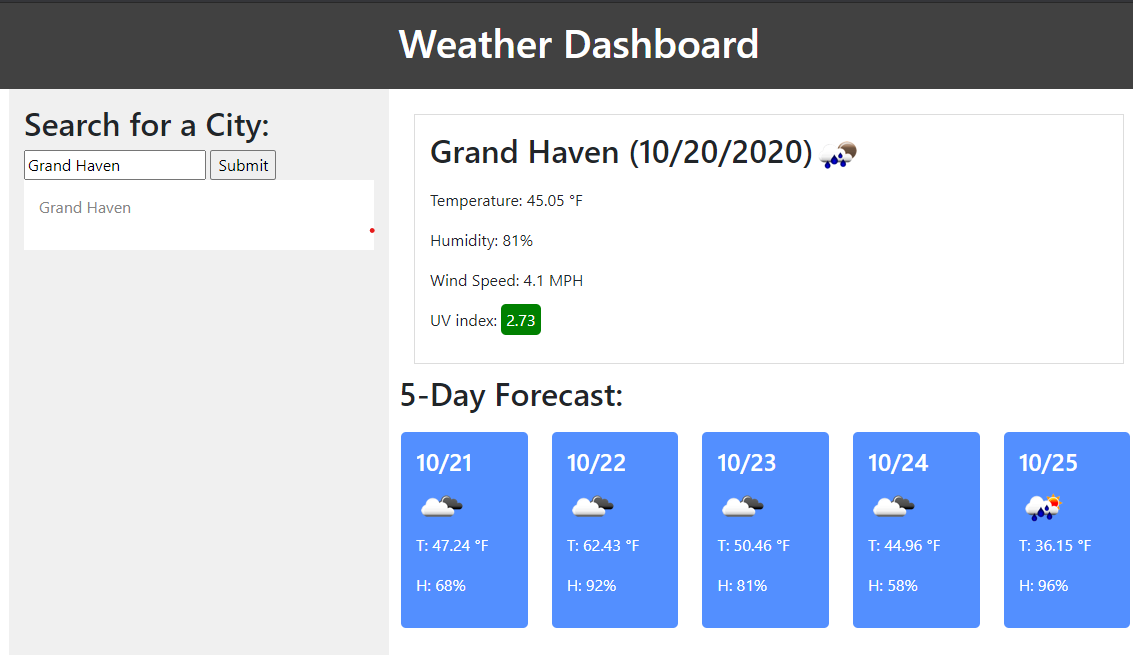 Weather Dashboard
Search for a City:
Grand Haven
Submit
Grand Haven
Grand Haven (10/20/2020)
Temperature: 45.05 °F
Humidity: 81%
Wind Speed: 4.1 MPH
UV index: 2.73
5-Day Forecast:
10/21
T: 47.24 °F
H: 68%
10/22
T: 62.43 °F
H: 92%
10/23
T: 50.46 °F
H: 81%
10/24
T: 44.96 °F
H: 58%
10/25
T: 36.15 °F
H: 96%